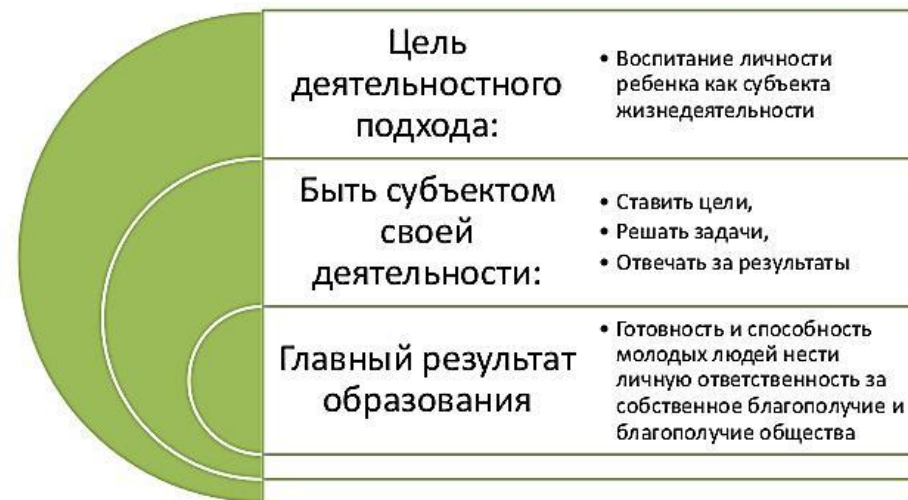 Цель
деятельностного
подхода:
• Воспитание личности
ребенка как субъекта
жизнедеятельности
Быть субъектом
своей
деятельности:
• Ставить цели,
• Решать задачи,
• Отвечать за результаты
Главный результат
образования
• Готовность и способность
молодых людей нести
личную ответственность за
собственное благополучие и
благополучие общества